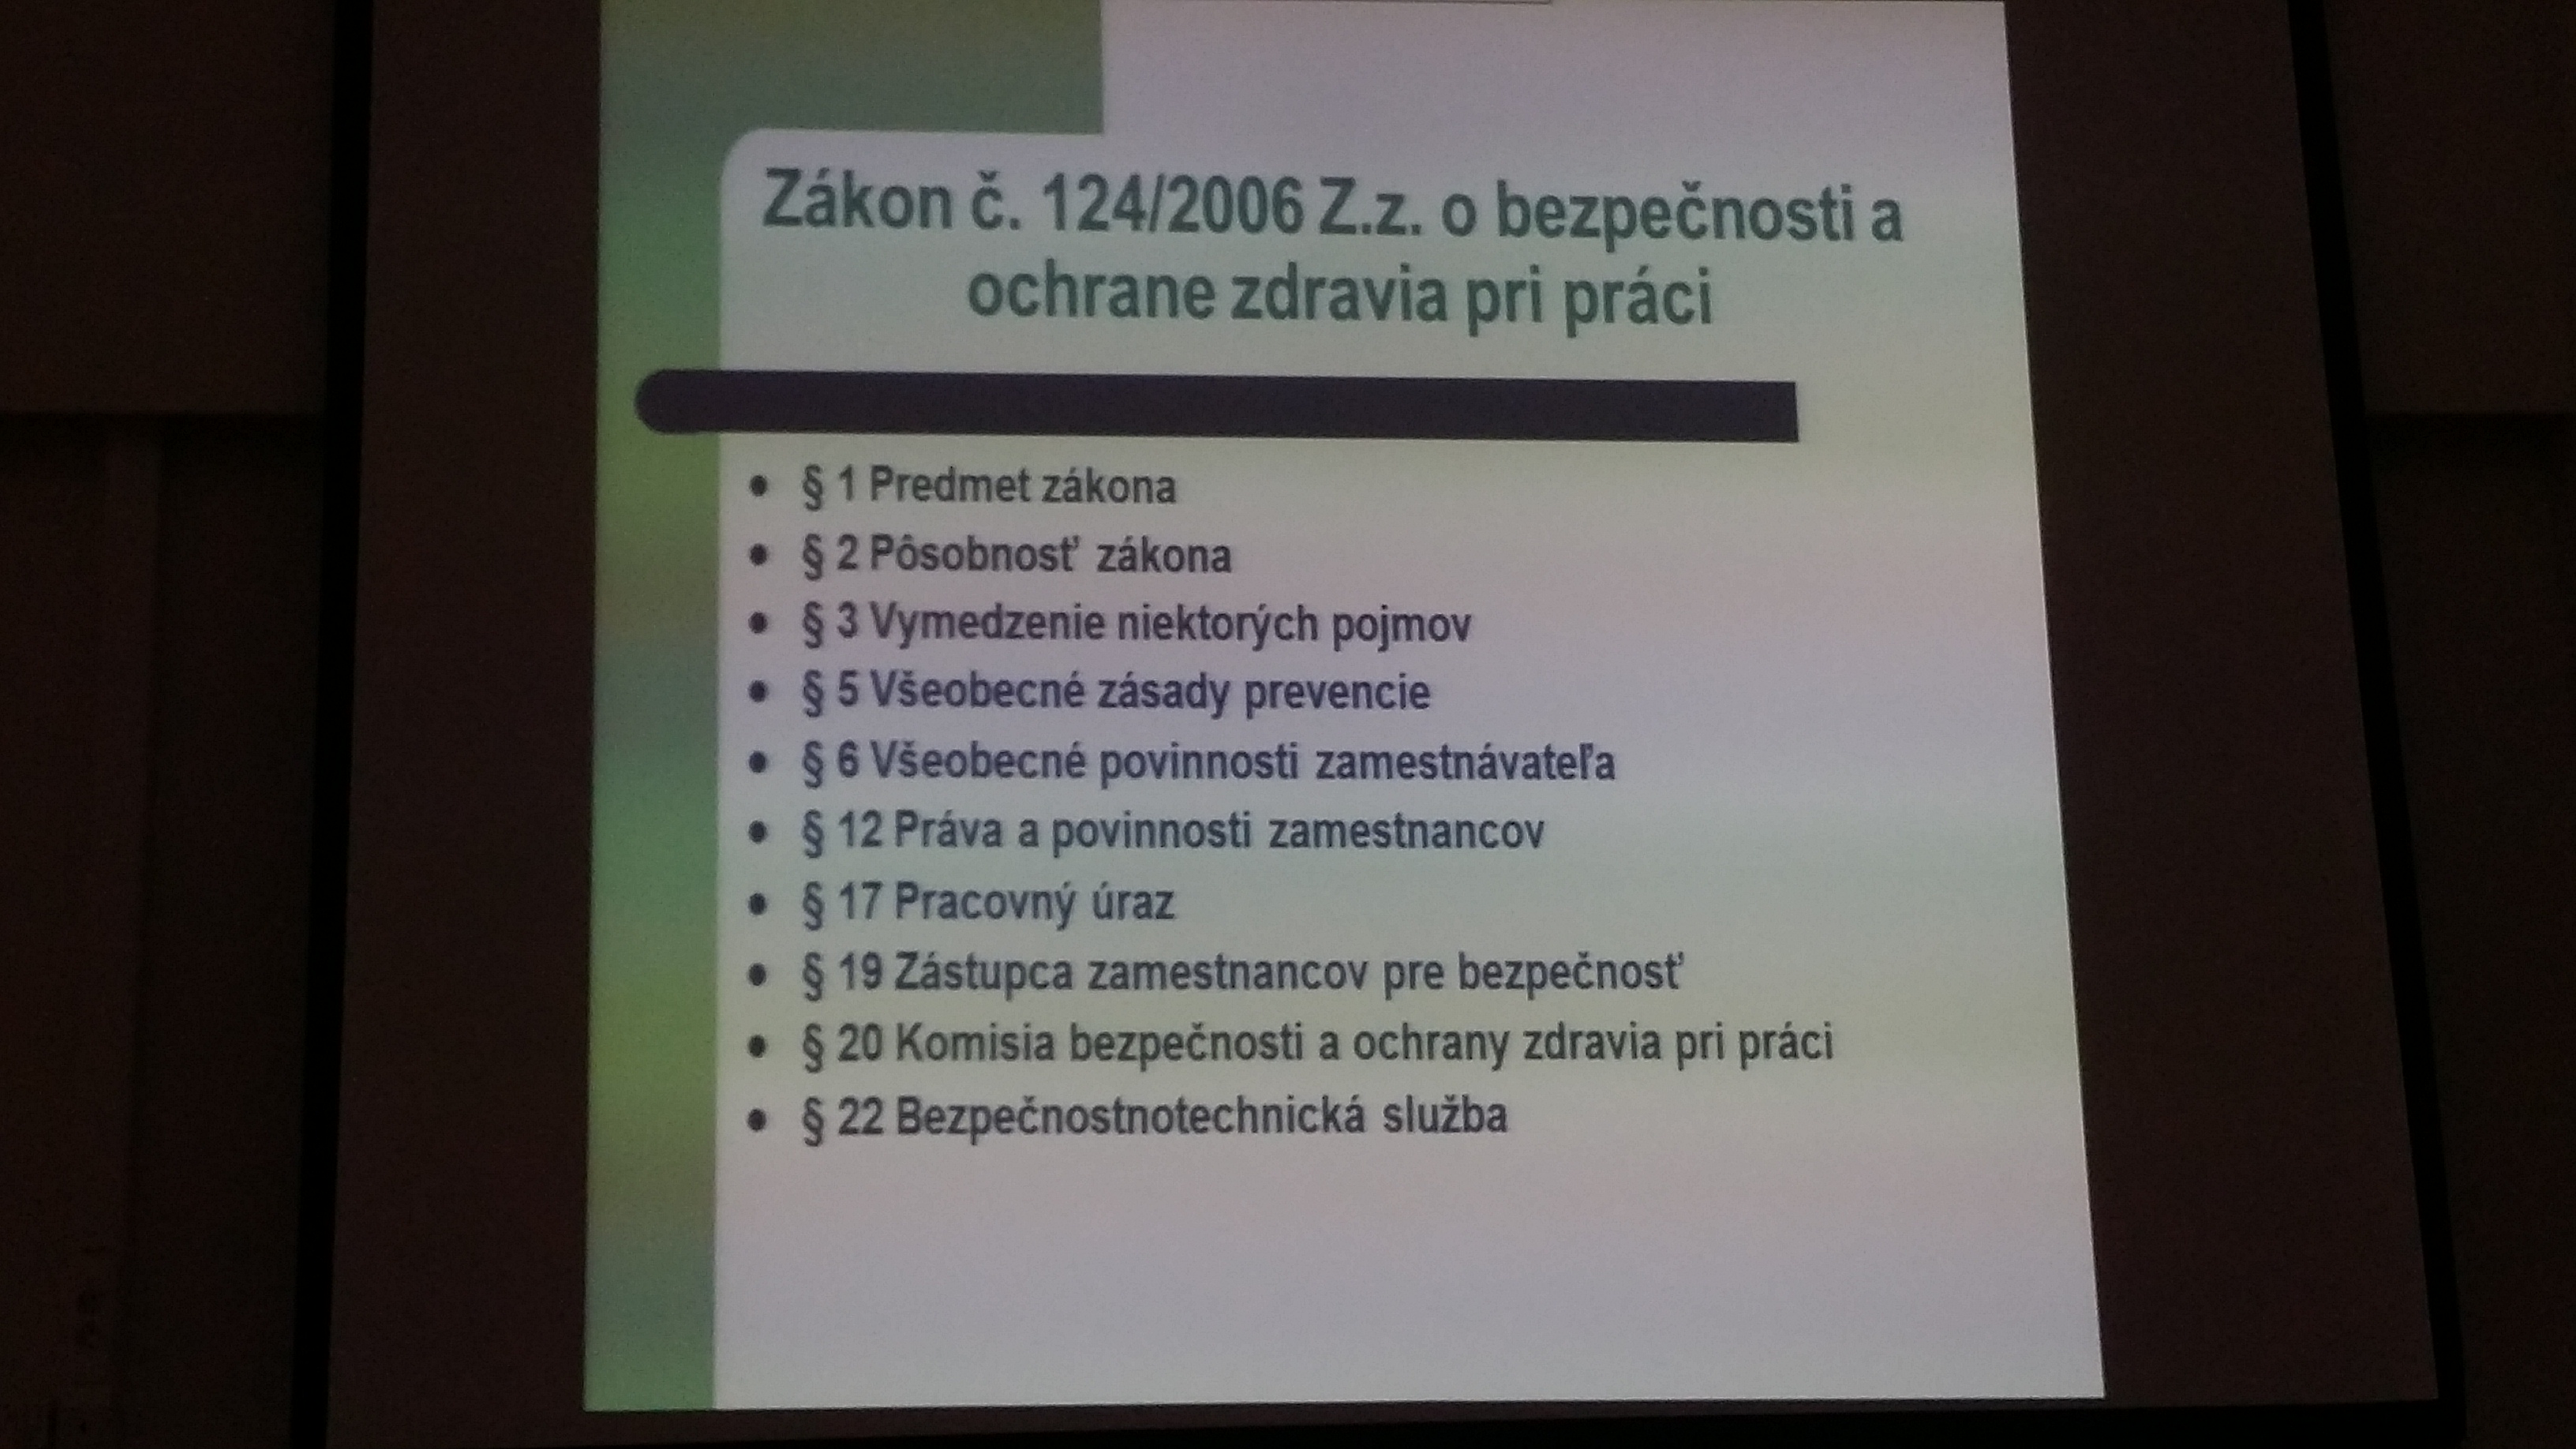 Zákon č. 124/2006 Z.z. o bezpečnosti a
ochrane zdravia pri práci
• § 1 Predmet zákona
• § 2 Pôsobnosť zákona
• § 3 Vymedzenie niektorých pojmov
• § 5 Všeobecné zásady prevencie
• § 6 Všeobecné povinnosti zamestnávateľa
• § 12 Práva a povinnosti zamestnancov
• § 17 Pracovný úraz
• § 19 Zástupca zamestnancov pre bezpečnosť
• § 20 Komisia bezpečnosti a ochrany zdravia pri práci
• § 22 Bezpečnostnotechnická služba